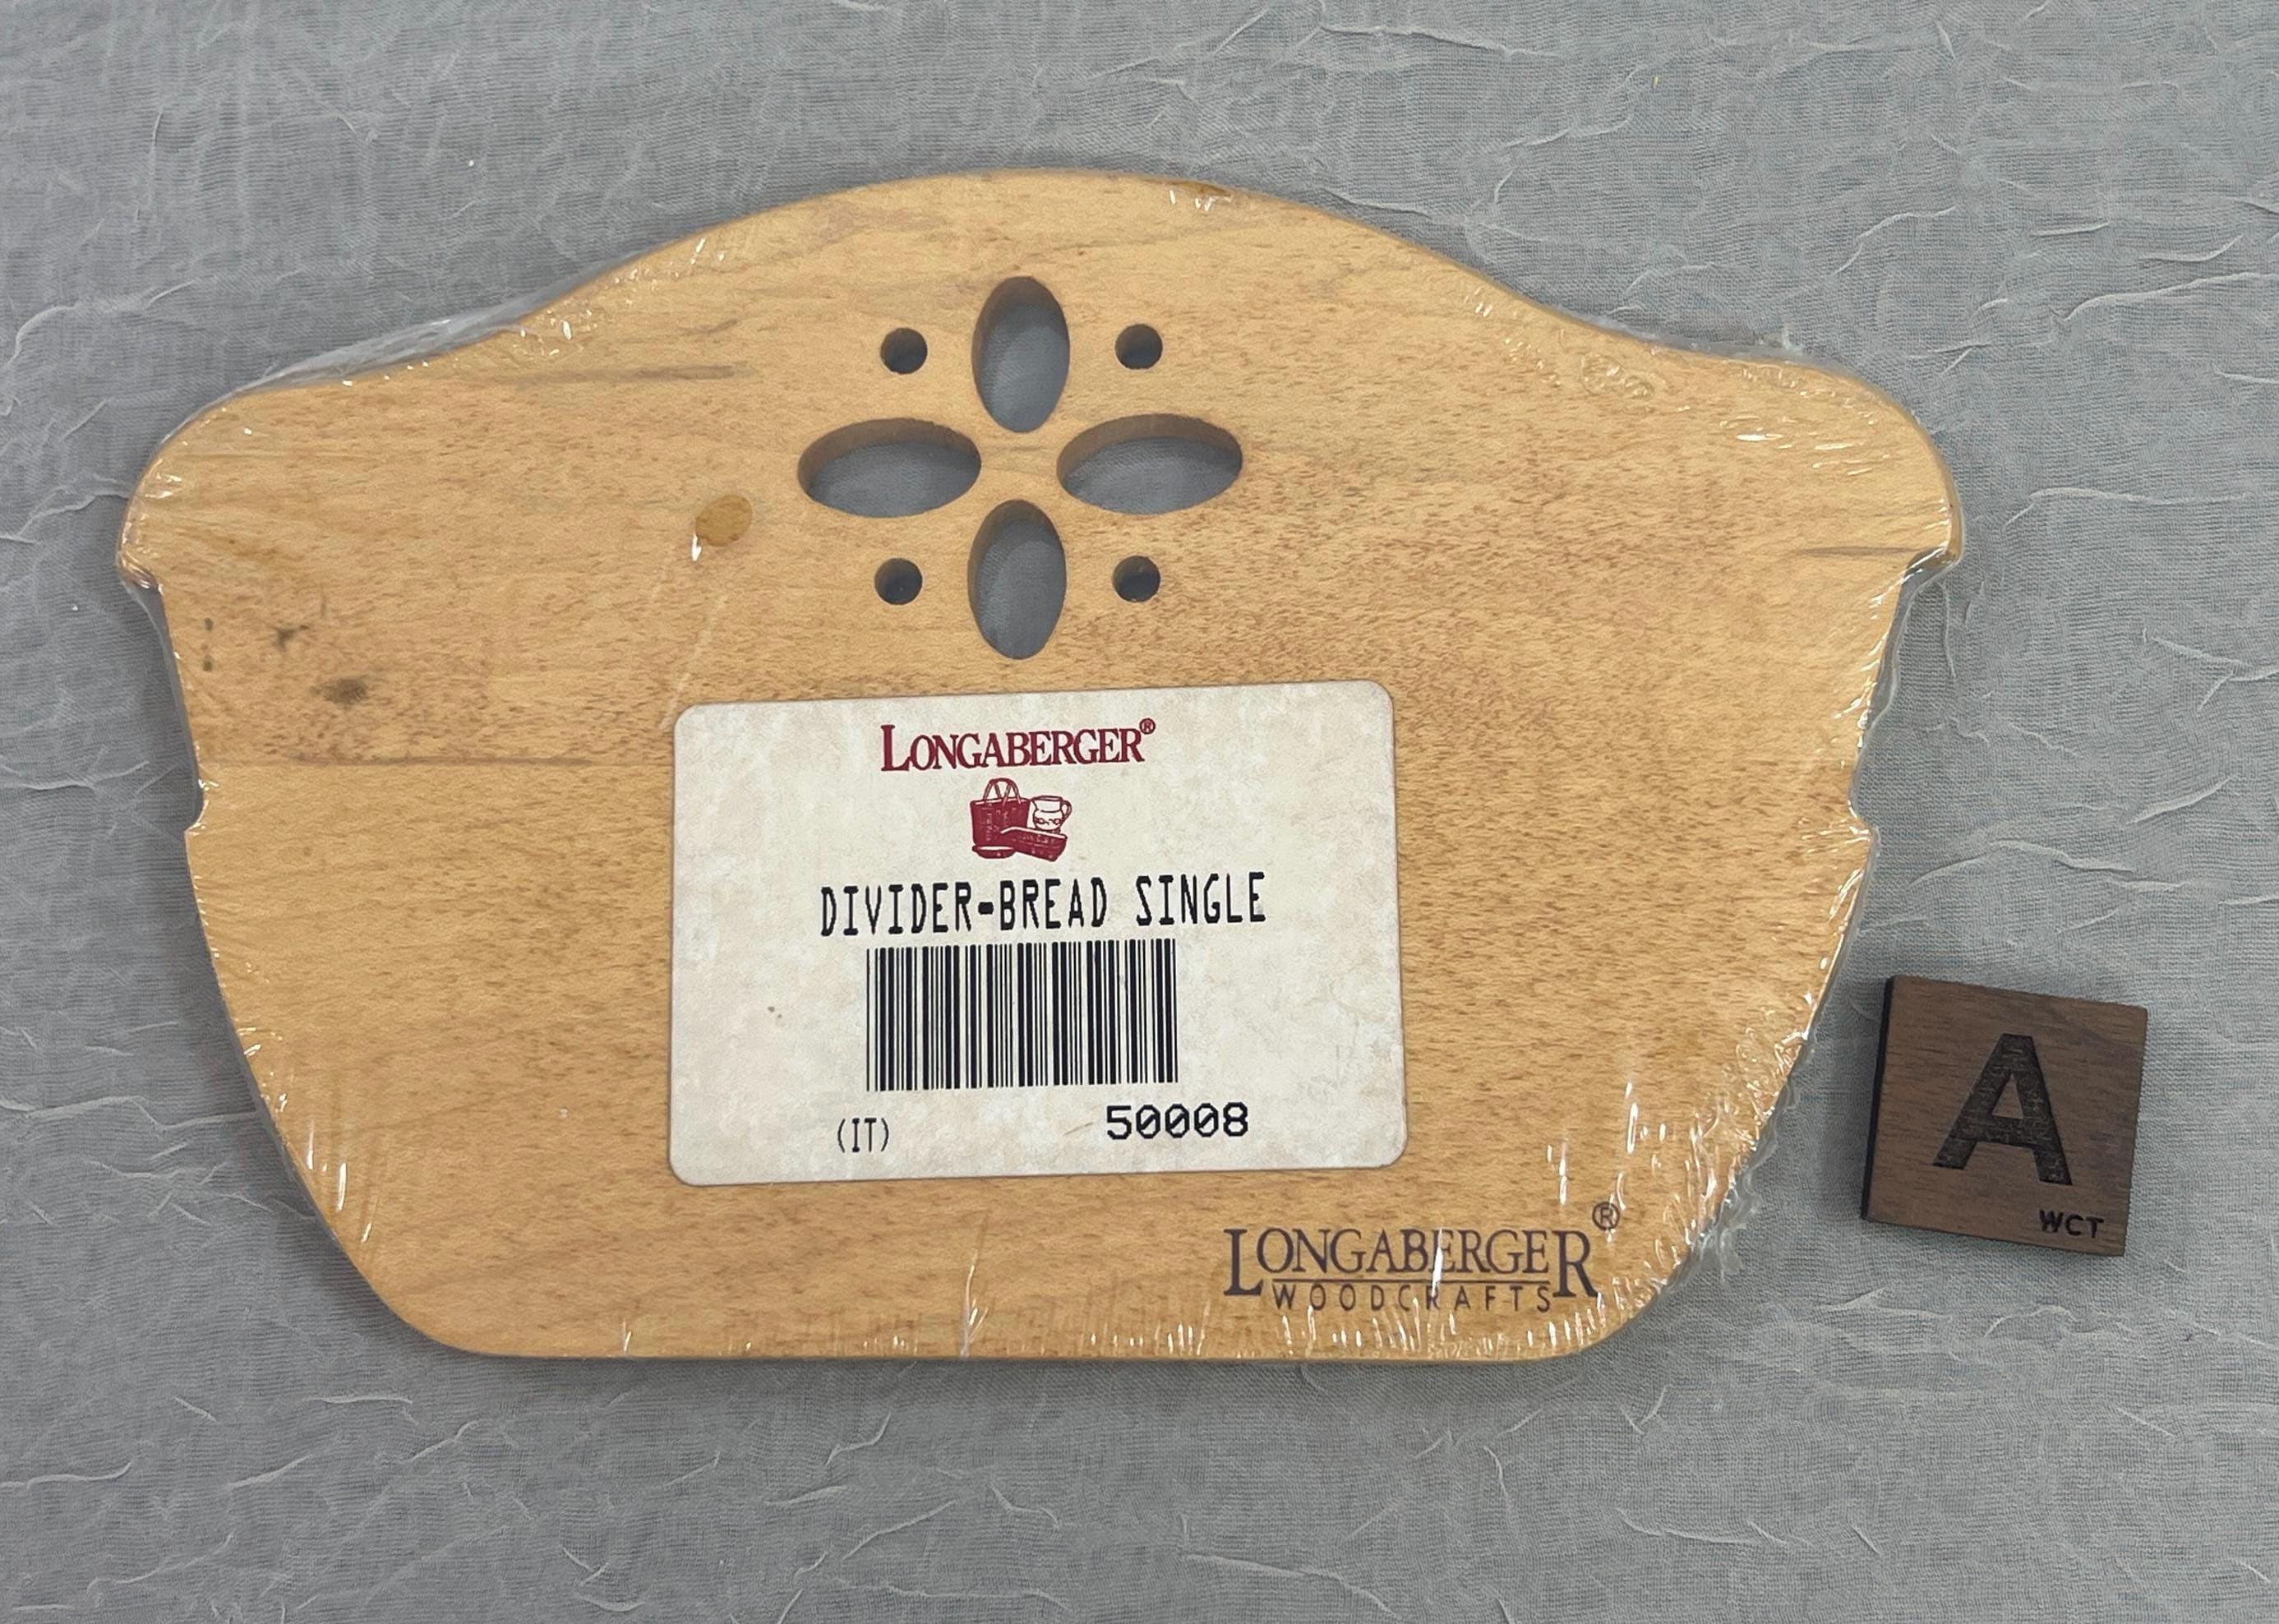 LONGABERGER®
DIVIDER-BREAD SINGLE
(IT) 50008
LONGABERGER®
WOODCRAFTS
A
WCT